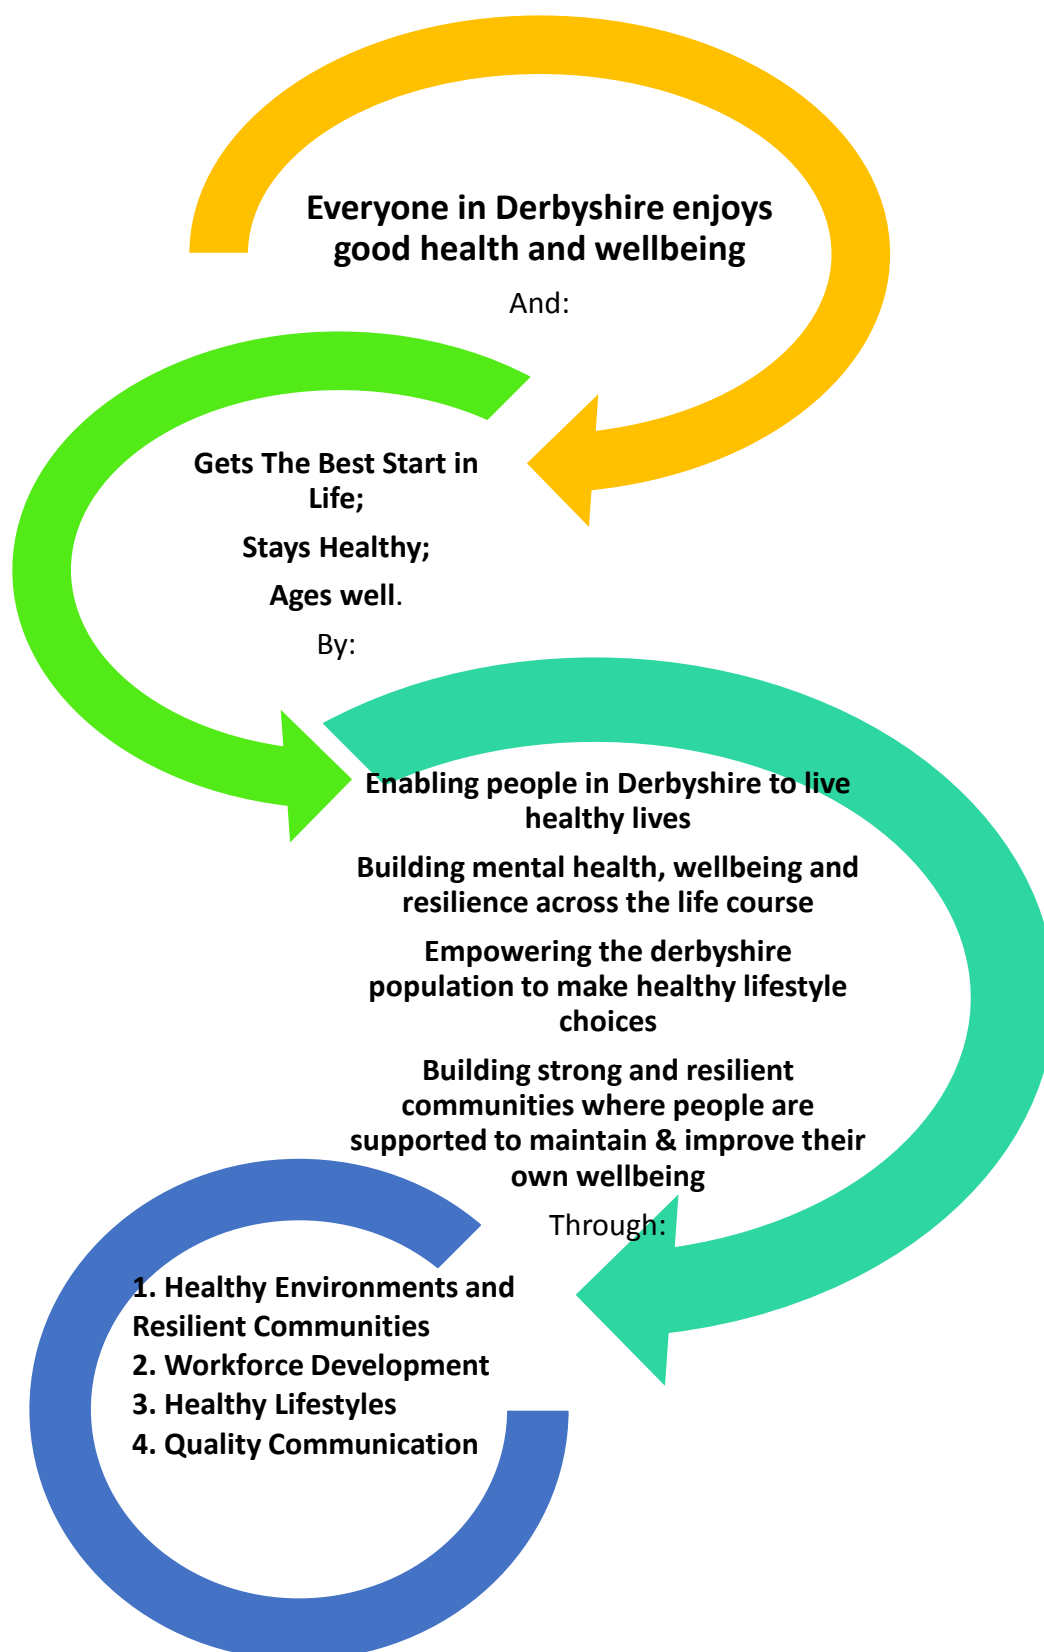 Everyone in Derbyshire enjoys
good health and wellbeing
And:
Gets The Best Start in
Life;
Stays Healthy;
Ages well.
By:
Enabling people in Derbyshire to live
healthy lives
Building mental health, wellbeing and
resilience across the life course
Empowering the derbyshire
population to make healthy lifestyle
choices
Building strong and resilient
communities where people are
supported to maintain & improve their
own wellbeing
Through:
1. Healthy Environments and
Resilient Communities
2. Workforce Development
3. Healthy Lifestyles
4. Quality Communication